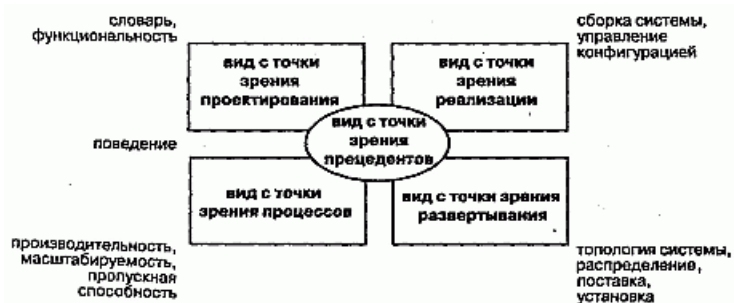 словарь,
функциональность
сборка системы,
управление
конфигурацией
вид с точки
зрения
проектирования
вид с точки
зрения
реализации
вид с точки
зрения
прецедентов
поведение
вид с точки
зрения процессов
вид с точки зрения
развертывания
производительность,
масштабируемость,
пропускная
способность
топология системы,
распределение,
поставка,
установка